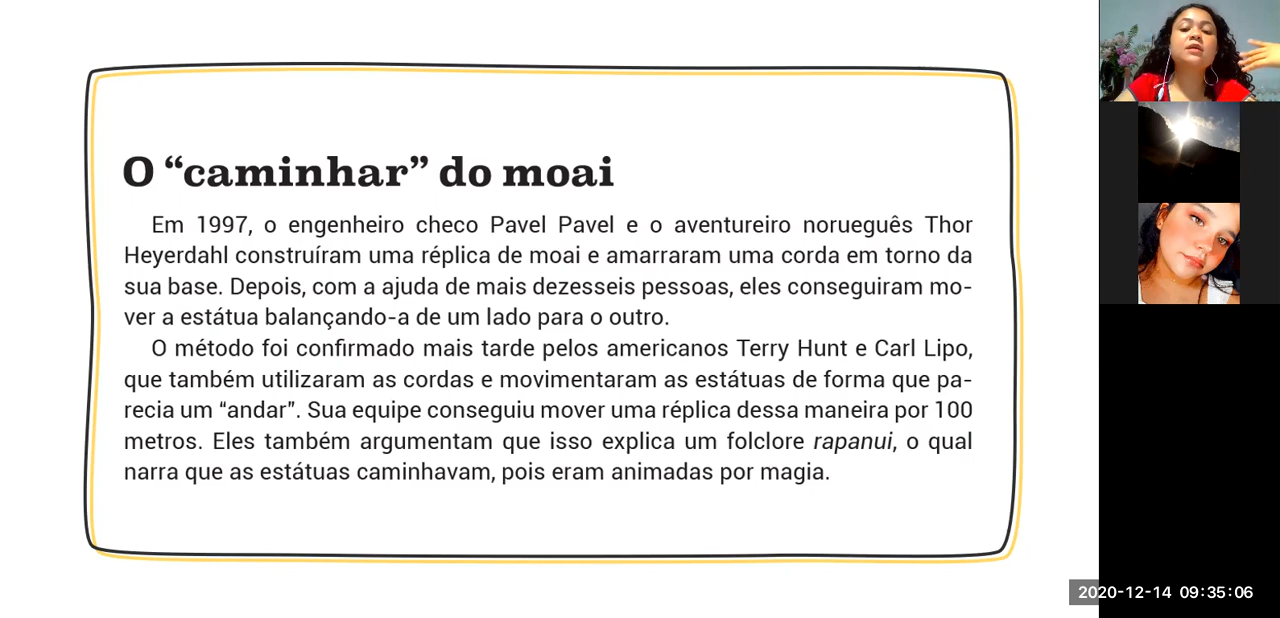 O “caminhar” do moai
Em 1997, o engenheiro checo Pavel Pavel e o aventureiro norueguês Thor
Heyerdahl construíram uma réplica de moai e amarraram uma corda em torno da
sua base. Depois, com a ajuda de mais dezesseis pessoas, eles conseguiram mo-
ver a estátua balançando-a de um lado para o outro.
O método foi confirmado mais tarde pelos americanos Terry Hunt e Carl Lipo,
que também utilizaram as cordas e movimentaram as estátuas de forma que pa-
recia um “andar”. Sua equipe conseguiu mover uma réplica dessa maneira por 100
metros. Eles também argumentam que isso explica um folclore rapanui, o qual
narra que as estátuas caminhavam, pois eram animadas por magia.
2020-12-14 09:35:06